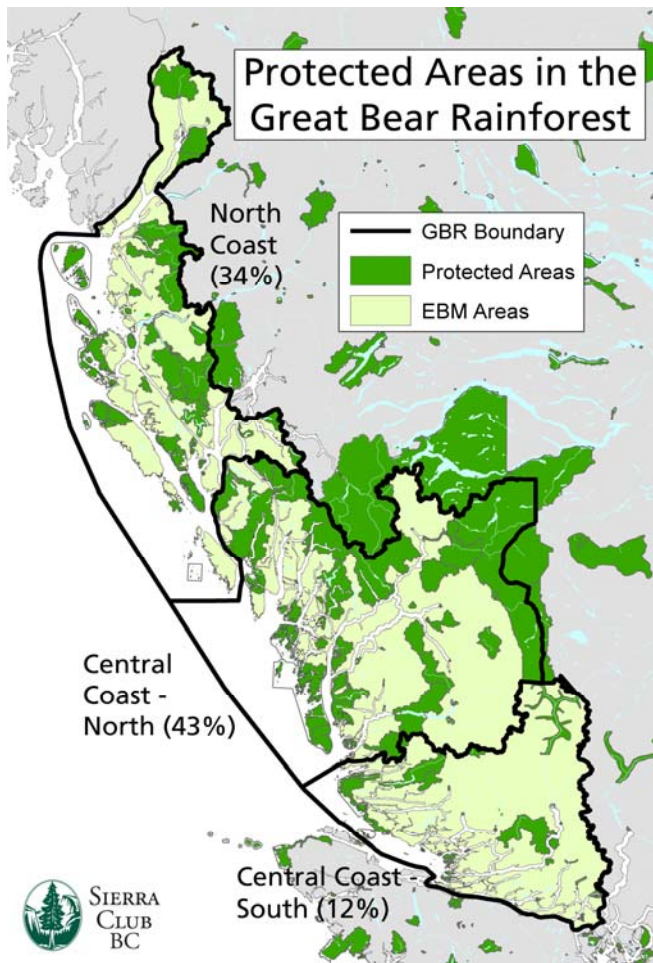 Protected Areas in the
Great Bear Rainforest
North
Coast
(34%)
GBR Boundary
Protected Areas
EBM Areas
Central
Coast -
North (43%)
Central Coast -
South (12%)
SIERRA
CLUB
BC